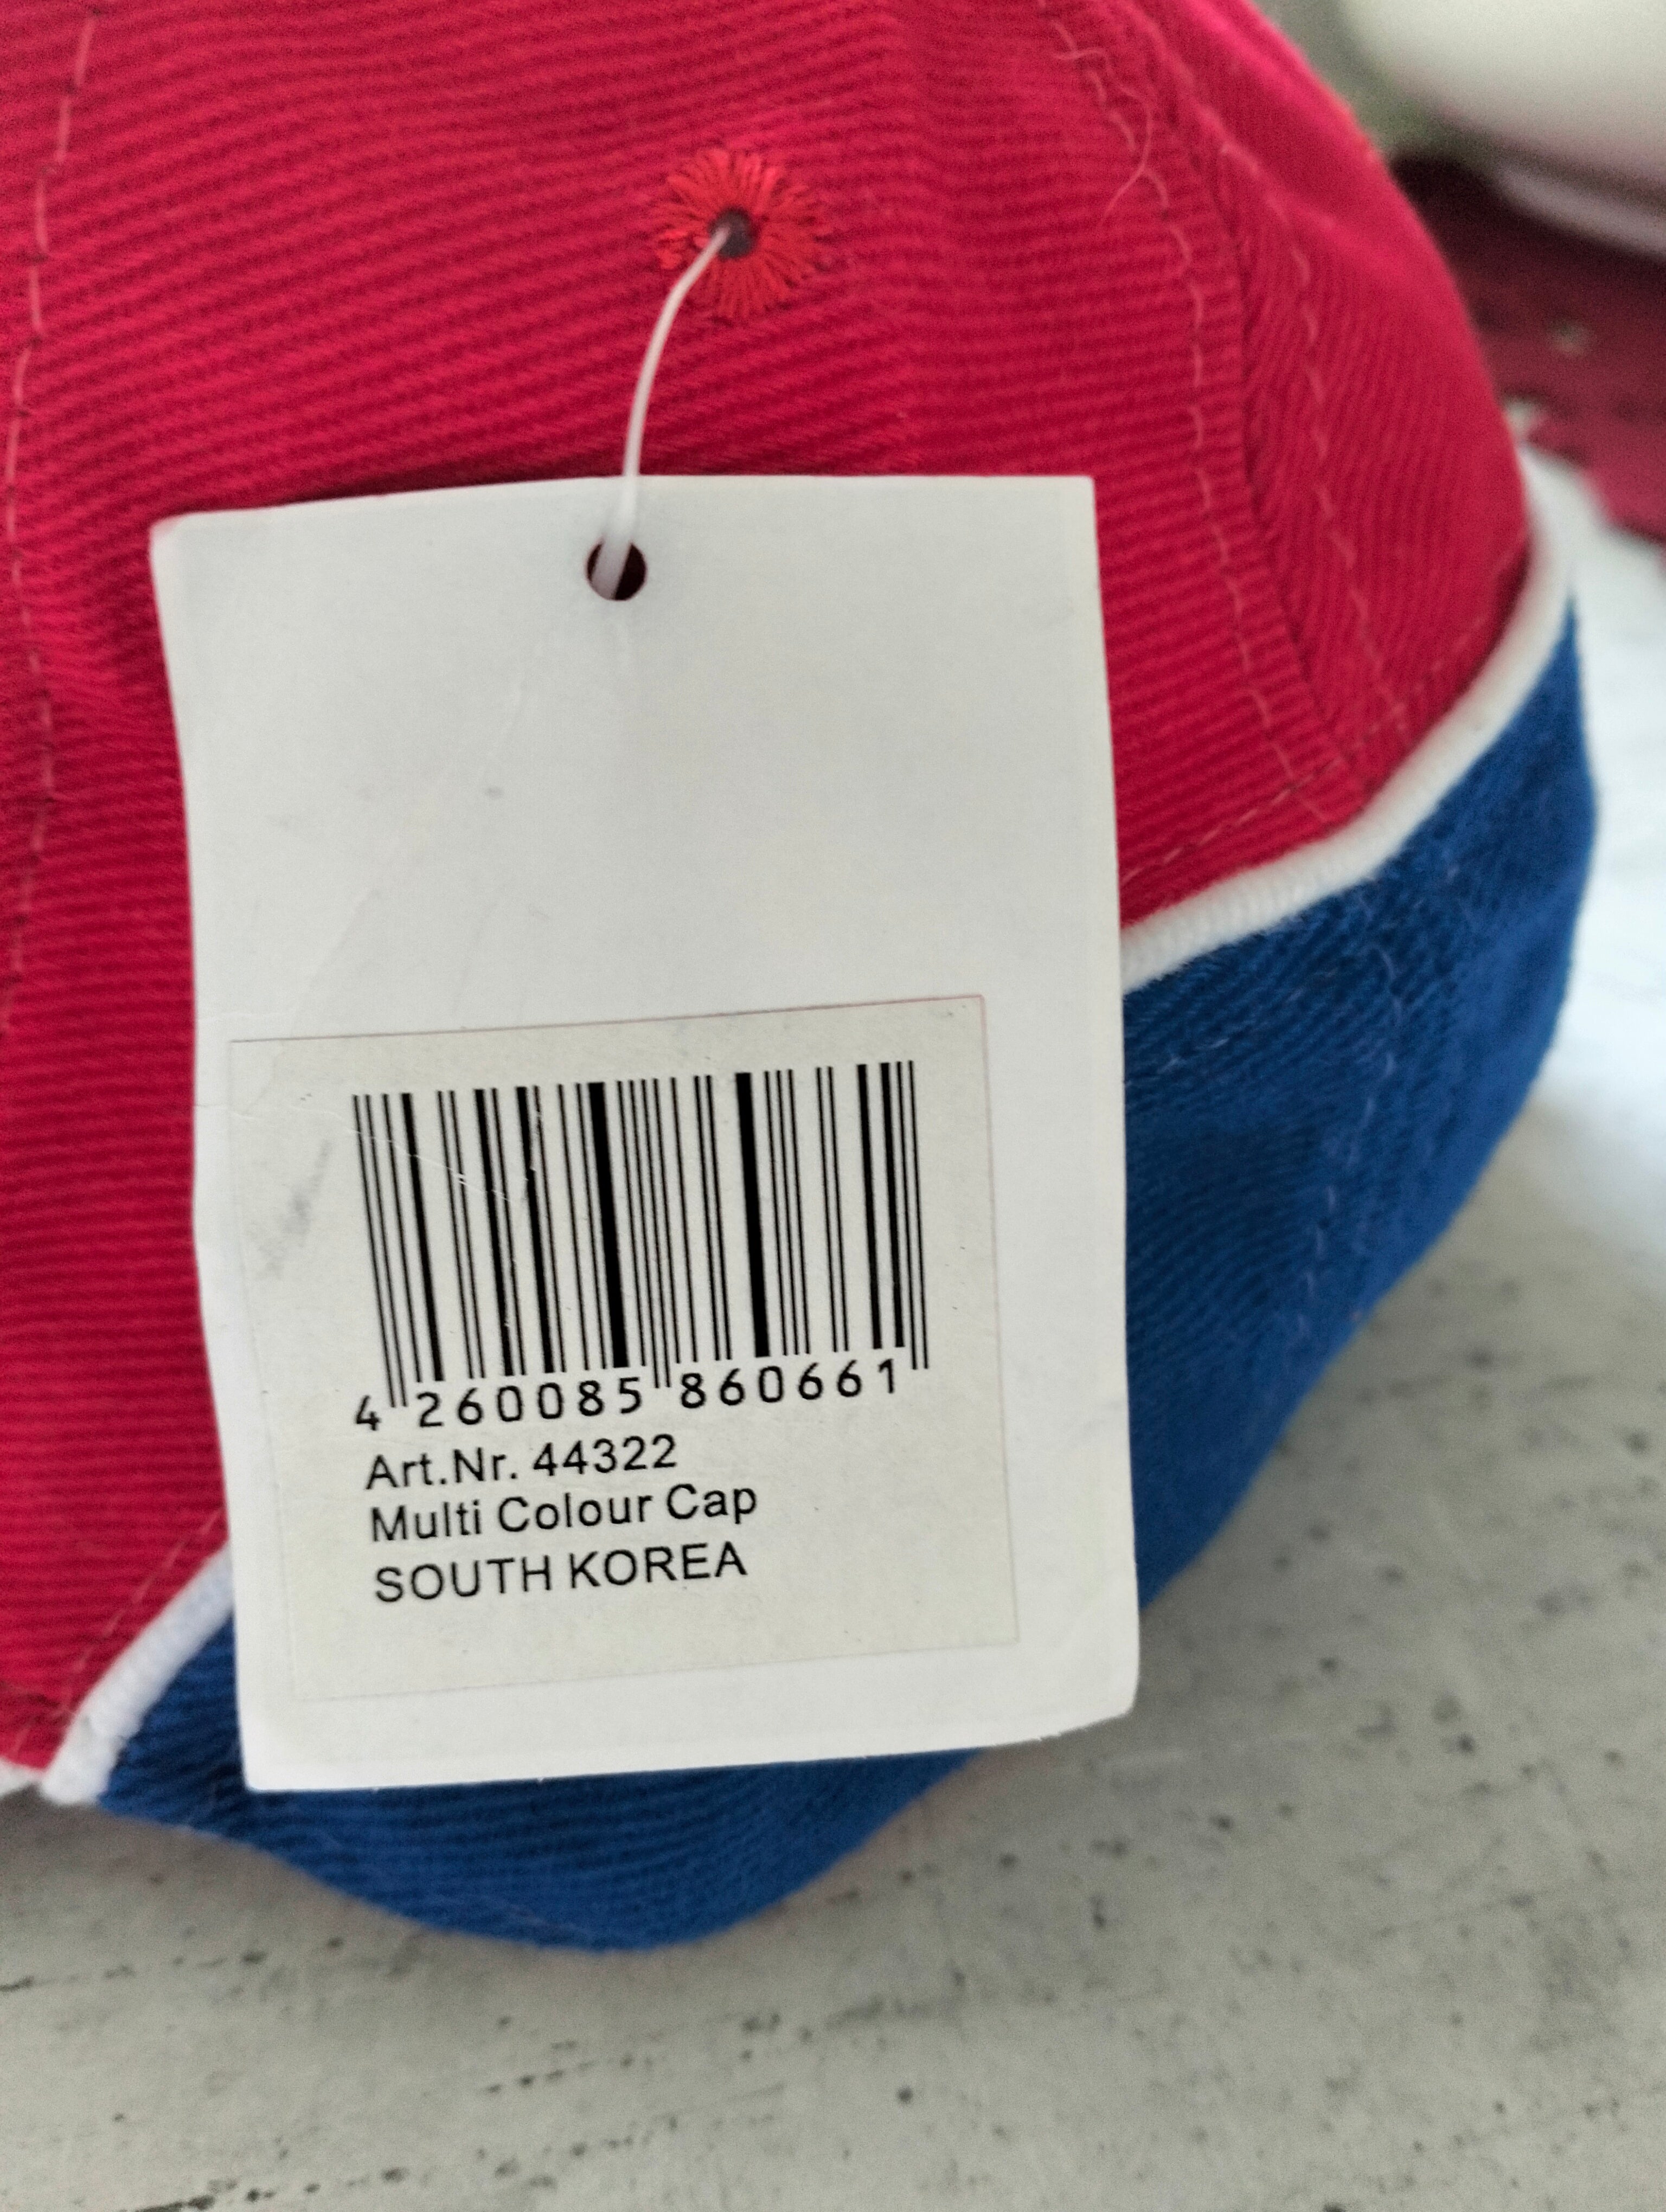 4 260085 860661
Art.Nr. 44322
Multi Colour Cap
SOUTH KOREA